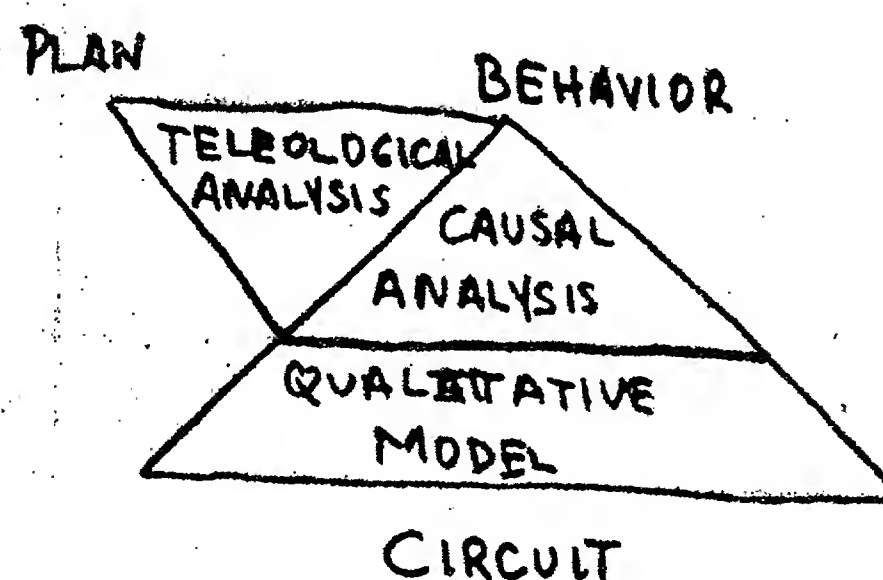 PLAN
BEHAVIOR
TELEOLOGICAL
ANALYSIS
CAUSAL
ANALYSIS
QUALITATIVE
MODEL
CIRCUIT